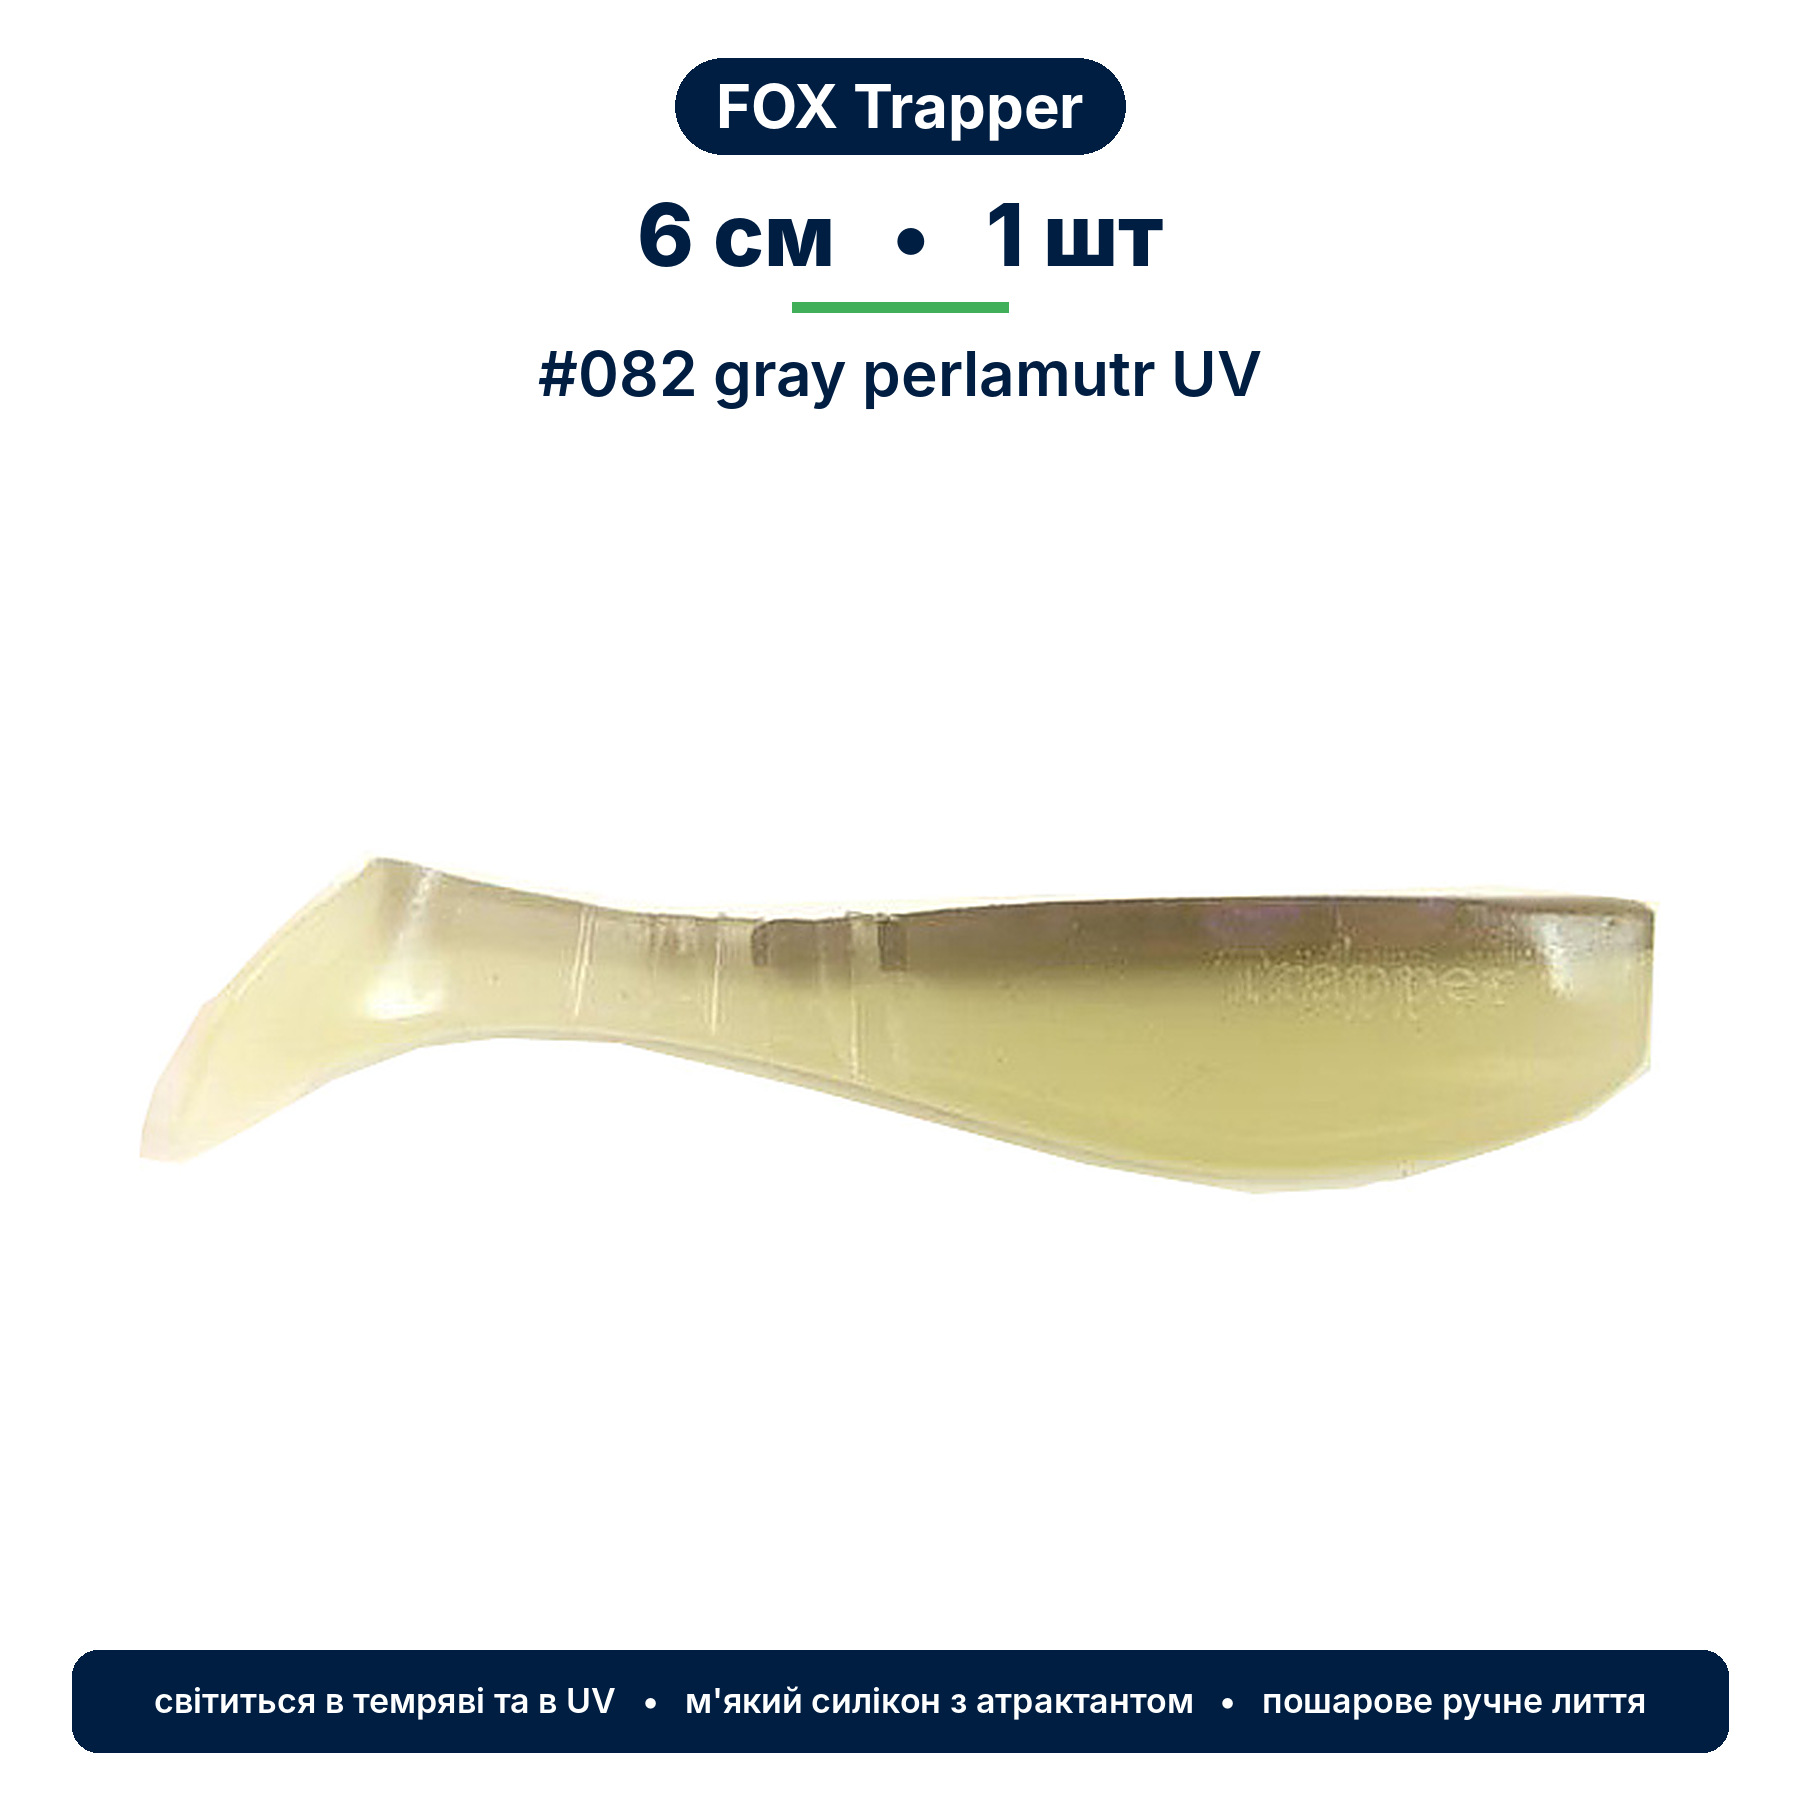 FOX Trapper
6 см • 1 шт
#082 gray perlamutr UV
trapper
світиться в темряві та в UV • м'який силікон з атрактантом • пошарове ручне лиття